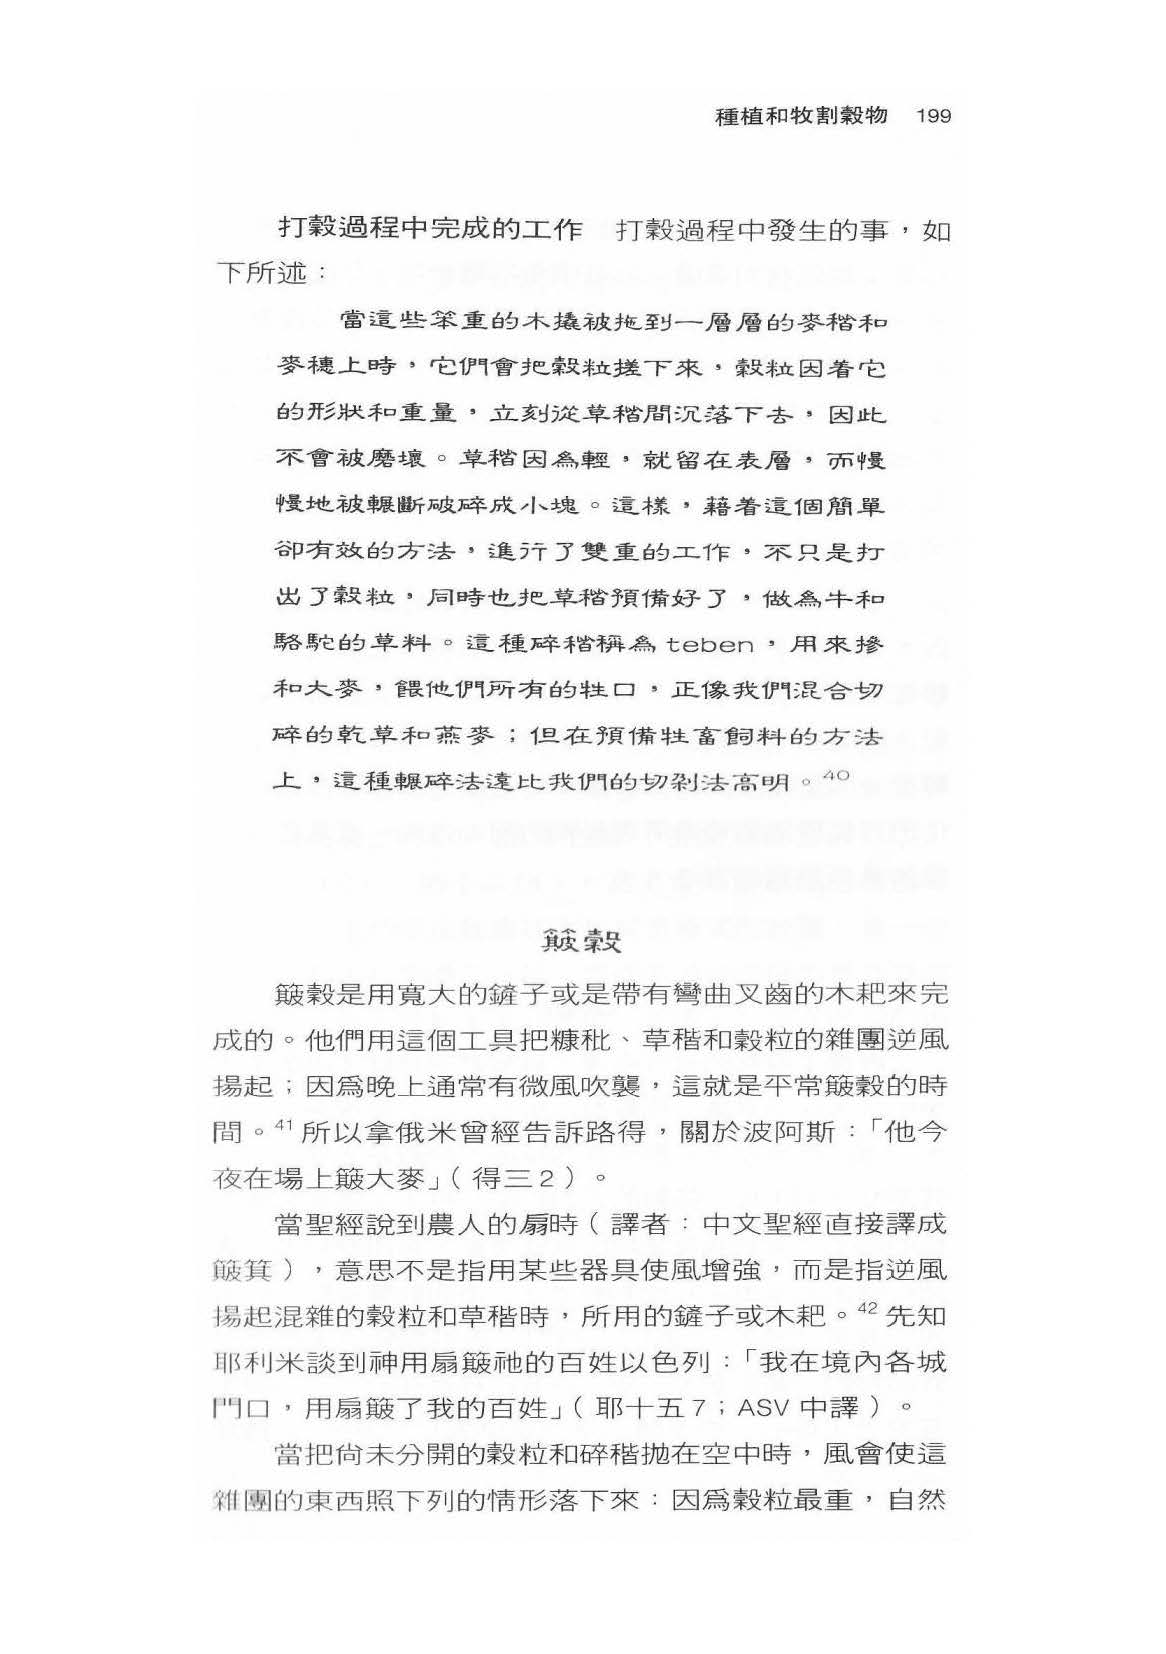 種植和牧割穀物 199
打穀過程中完成的工作 打穀過程中發生的事，如
下所述：
當這些笨重的木撬被拖到一層層的麥稭和
麥穗上時，它們會把穀粒搓下來，穀粒因着它
的形狀和重量，立刻從草稭間沉落下去，因此
不會被磨壞。草稭因為輕，就留在表層，而慢
慢地被輾斷破碎成小塊。這樣，藉着這個簡單
卻有效的方法，進行了雙重的工作，不只是打
出了穀粒，同時也把草稭預備好了，做為牛和
駱駝的草料。這種碎稭稱為 teben，用來摻
和大麥，餵他們所有的牲口，正像我們混合切
碎的乾草和燕麥；但在預備牲畜飼料的方法
上，這種輾碎法遠比我們的切剁法高明。40
簸穀
簸穀是用寬大的鏟子或是帶有彎曲叉齒的木耙來完
成的。他們用這個工具把糠秕、草稭和穀粒的雜團逆風
揚起；因爲晚上通常有微風吹襲，這就是平常簸穀的時
間。41 所以拿俄米曾經告訴路得，關於波阿斯：「他今
夜在場上簸大麥」（得三2）。
當聖經說到農人的扇時（譯者：中文聖經直接譯成
簸箕），意思不是指用某些器具使風增強，而是指逆風
揚起混雜的穀粒和草稭時，所用的鏟子或木耙。42 先知
耶利米談到神用扇簸祂的百姓以色列：「我在境內各城
門口，用扇簸了我的百姓」（耶十五7；ASV 中譯）。
當把尙未分開的穀粒和碎稭拋在空中時，風會使這
雜團的東西照下列的情形落下來：因爲穀粒最重，自然